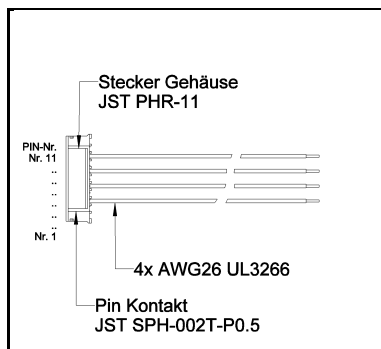 Stecker Gehäuse
JST PHR-11
PIN-Nr.
Nr. 11
..
..
..
..
..
..
Nr. 1
4x AWG26 UL3266
Pin Kontakt
JST SPH-002T-P0.5